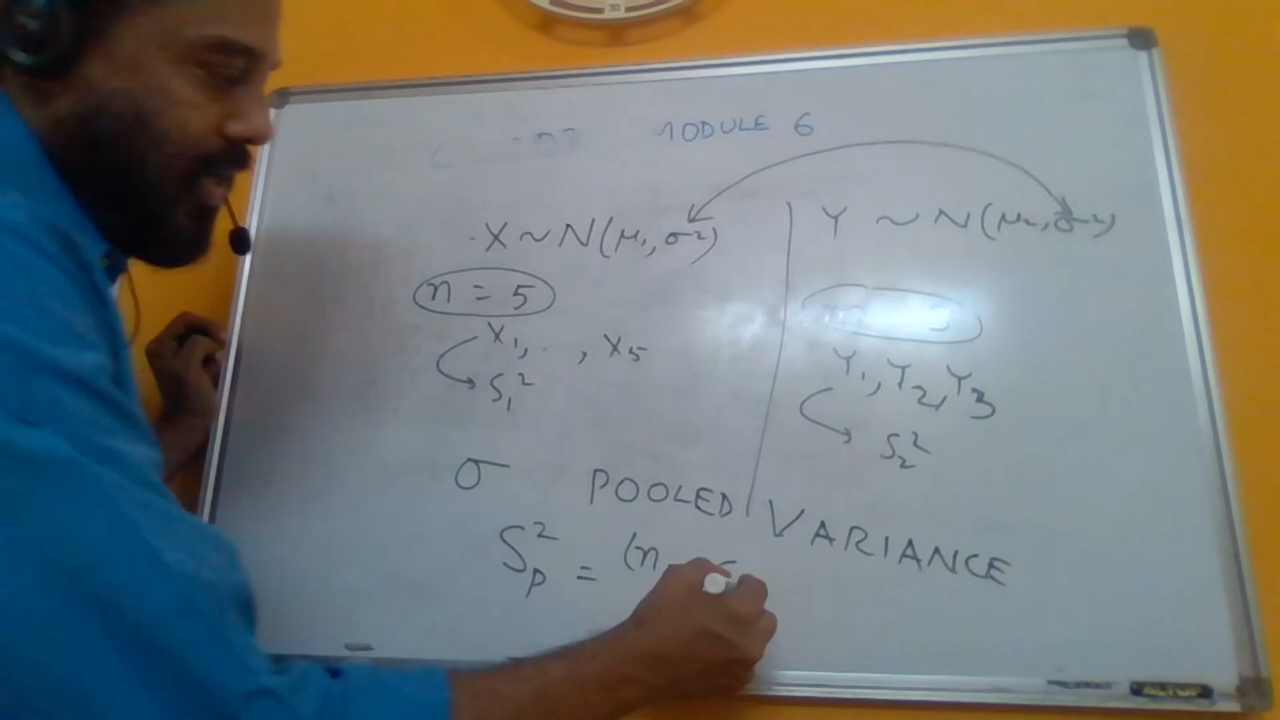 MODULE 6
X ~ N(μ₁, σ²)
Y ~ N(μ₂, σ²)
n = 5
X₁, .. , X₅
S₁²
Y₁, Y₂, Y₃
S₂²
σ
POOLED VARIANCE
Sₚ² = (n